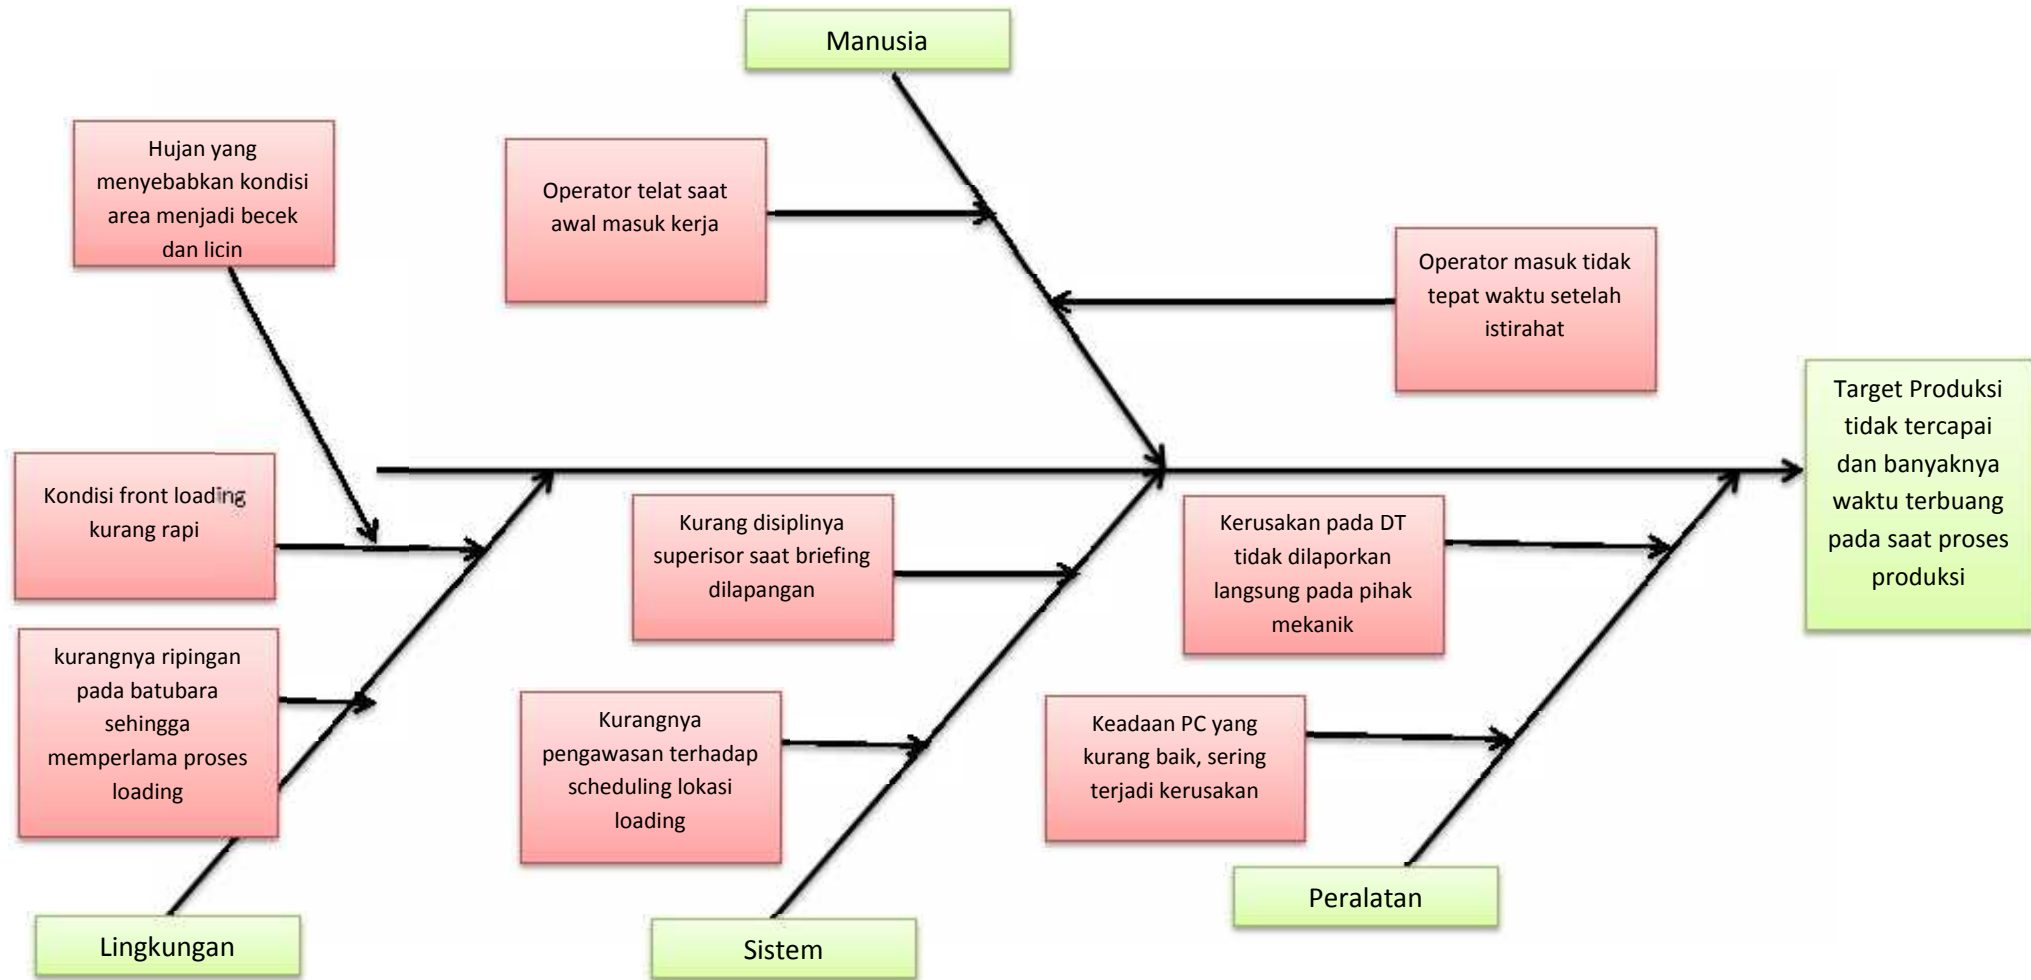 Manusia
Hujan yang
menyebabkan kondisi
area menjadi becek
dan licin
Operator telat saat
awal masuk kerja
Operator masuk tidak
tepat waktu setelah
istirahat
Target Produksi
tidak tercapai
dan banyaknya
waktu terbuang
pada saat proses
produksi
Kondisi front loading
kurang rapi
Kurang disiplinya
superisor saat briefing
dilapangan
Kerusakan pada DT
tidak dilaporkan
langsung pada pihak
mekanik
kurangnya ripingan
pada batubara
sehingga
memperlama proses
loading
Kurangnya
pengawasan terhadap
scheduling lokasi
loading
Keadaan PC yang
kurang baik, sering
terjadi kerusakan
Lingkungan
Sistem
Peralatan